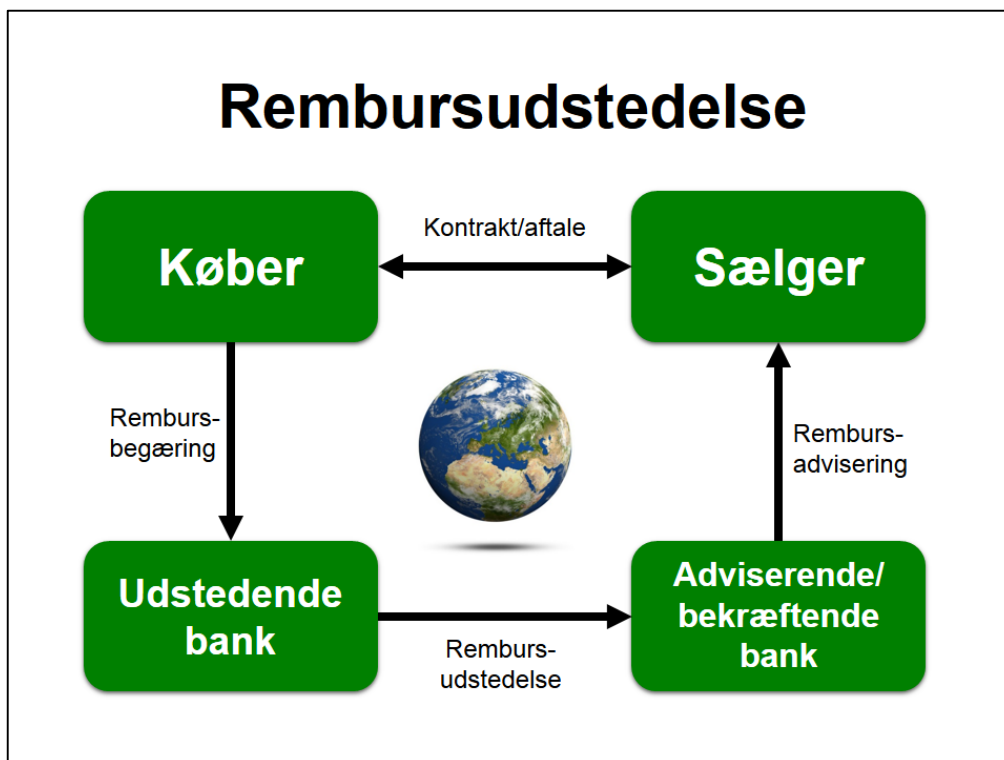 Rembursudstedelse
Køber
Kontrakt/aftale
Sælger
Remburs-
begæring
Remburs-
advisering
Udstedende
bank
Remburs-
udstedelse
Adviserende/
bekræftende
bank